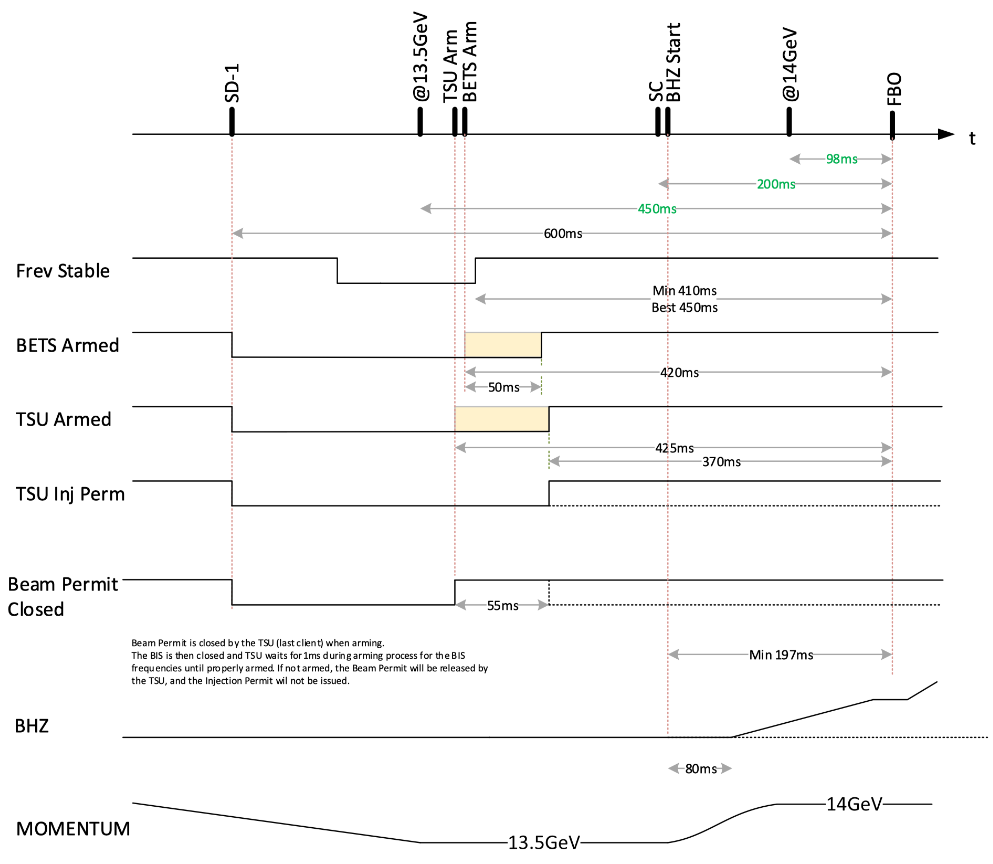 SD-1
@13.5GeV
TSU Arm
BETS Arm
SC
BHZ Start
@14GeV
FBO
t
98ms
200ms
450ms
600ms
Frev Stable
Min 410ms
Best 450ms
BETS Armed
420ms
50ms
TSU Armed
425ms
370ms
TSU Inj Perm
Beam Permit
Closed
55ms
Beam Permit is closed by the TSU (last client) when arming.
The BIS is then closed and TSU waits for 1ms during arming process for the BIS
frequencies until properly armed. If not armed, the Beam Permit will be released by
the TSU, and the Injection Permit wil not be issued.
Min 197ms
BHZ
80ms
14GeV
MOMENTUM
13.5GeV